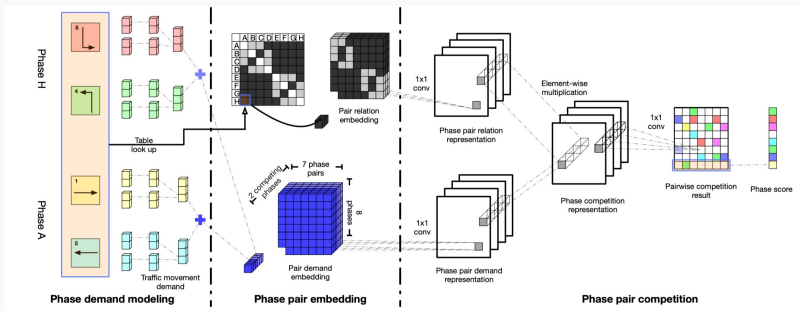 Phase H
8
4
Table
look up
Phase A
1
5
Traffic movement
demand
Phase demand modeling
A B C D E F G H
A
B
C
D
E
F
G
H
Pair relation
embedding
2 competing
phases
7 phase
pairs
8
phases
Pair demand
embedding
Phase pair embedding
1x1
conv
Phase pair relation
representation
1x1
conv
Phase pair demand
representation
Element-wise
multiplication
Phase competition
representation
1x1
conv
Pairwise competition
result
Phase score
Phase pair competition